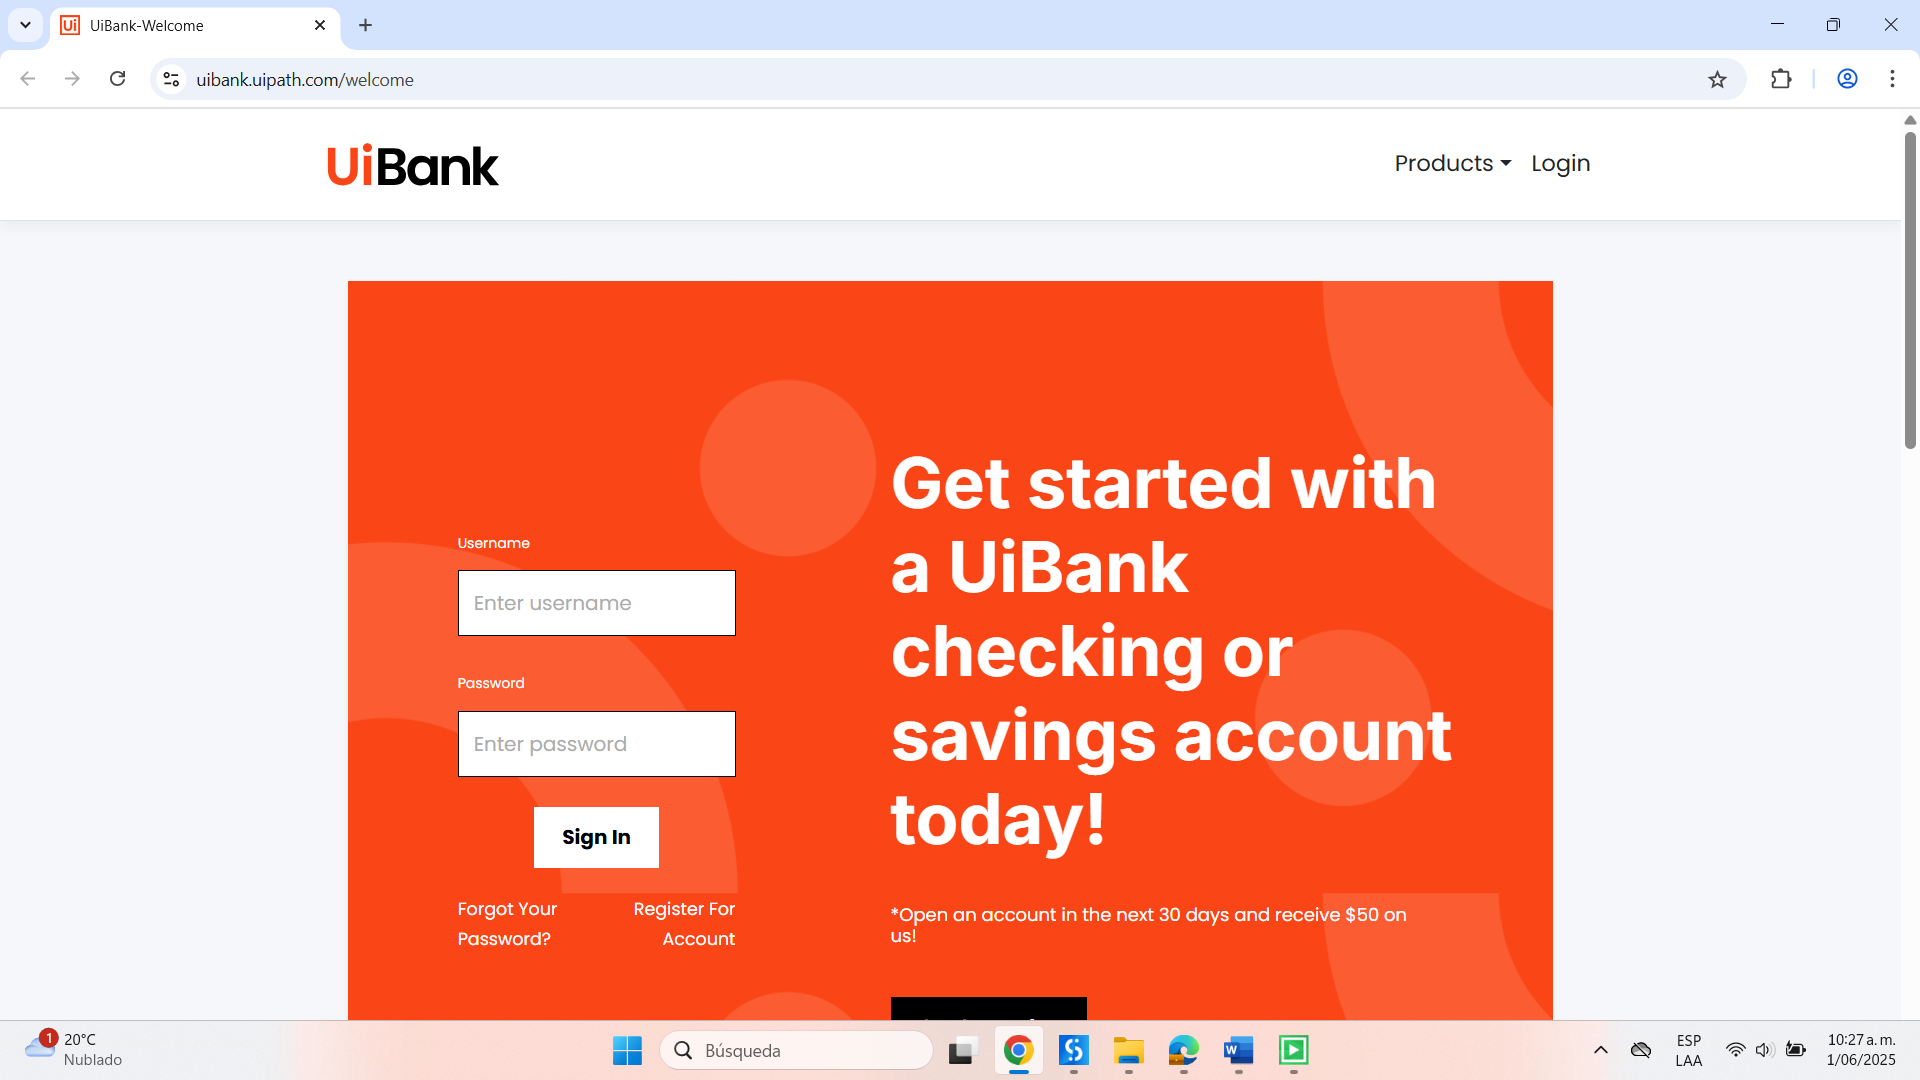 UiBank-Welcome
uibank.uipath.com/welcome
UiBank
Products
Login
Username
Enter username
Password
Enter password
Sign In
Forgot Your
Password?
Register For
Account
Get started with
a UiBank
checking or
savings account
today!
*Open an account in the next 30 days and receive $50 on
us!
1
20°C
Nublado
Búsqueda
ESP
LAA
10:27 a. m.
1/06/2025